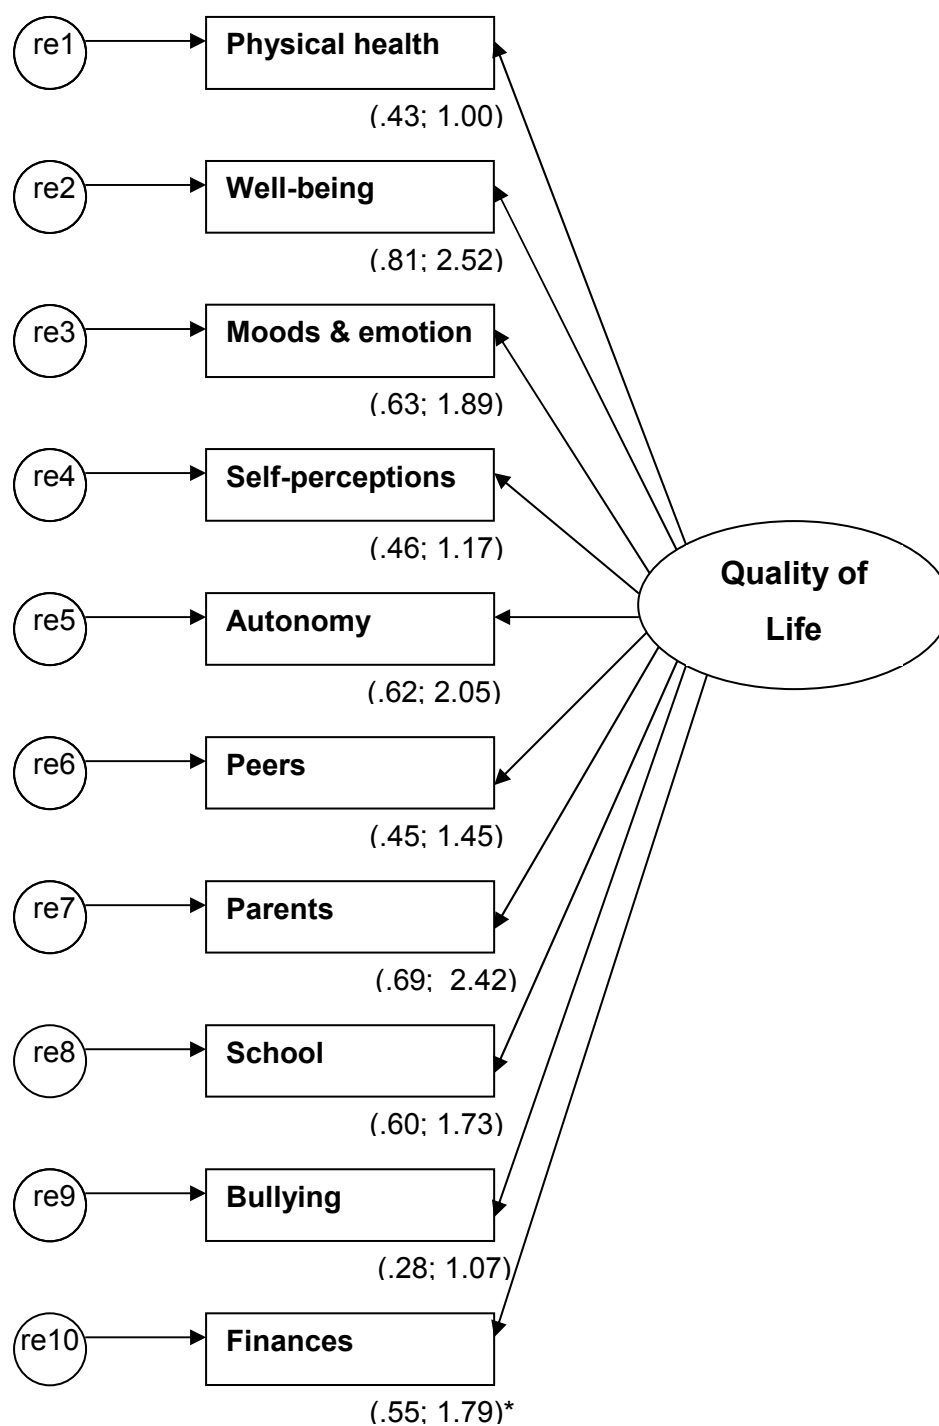 re1
Physical health
(.43; 1.00)
re2
Well-being
(.81; 2.52)
re3
Moods & emotion
(.63; 1.89)
re4
Self-perceptions
(.46; 1.17)
Quality of
Life
re5
Autonomy
(.62; 2.05)
re6
Peers
(.45; 1.45)
re7
Parents
(.69; 2.42)
re8
School
(.60; 1.73)
re9
Bullying
(.28; 1.07)
re10
Finances
(.55; 1.79)*